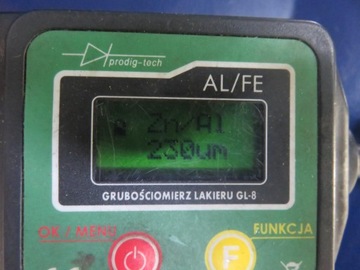 prodig-tech
AL/FE
Zn/Al
230um
GRUBOŚCIOMIERZ LAKIERU GL-8
OK / MENU
FUNKCJA
F